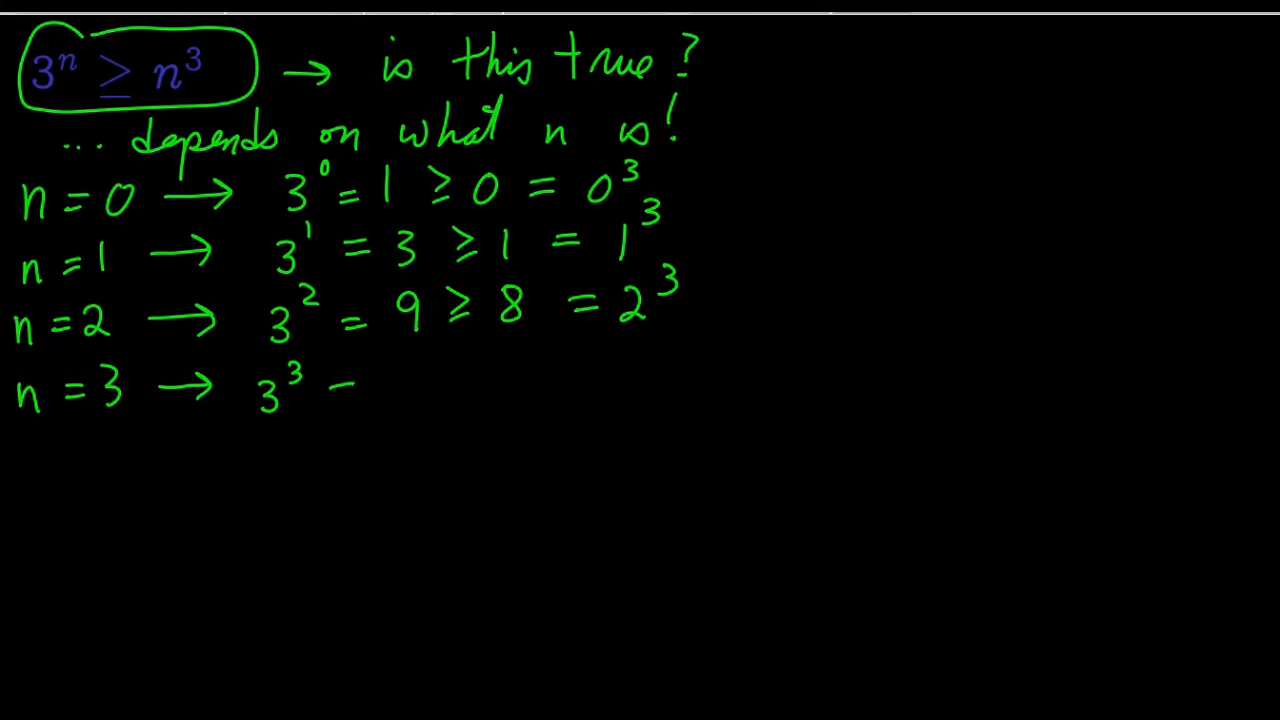 3ⁿ ≥ n³ → is this true?
... depends on what n is!
n = 0 → 3⁰ = 1 ≥ 0 = 0³
n = 1 → 3¹ = 3 ≥ 1 = 1³
n = 2 → 3² = 9 ≥ 8 = 2³
n = 3 → 3³ −